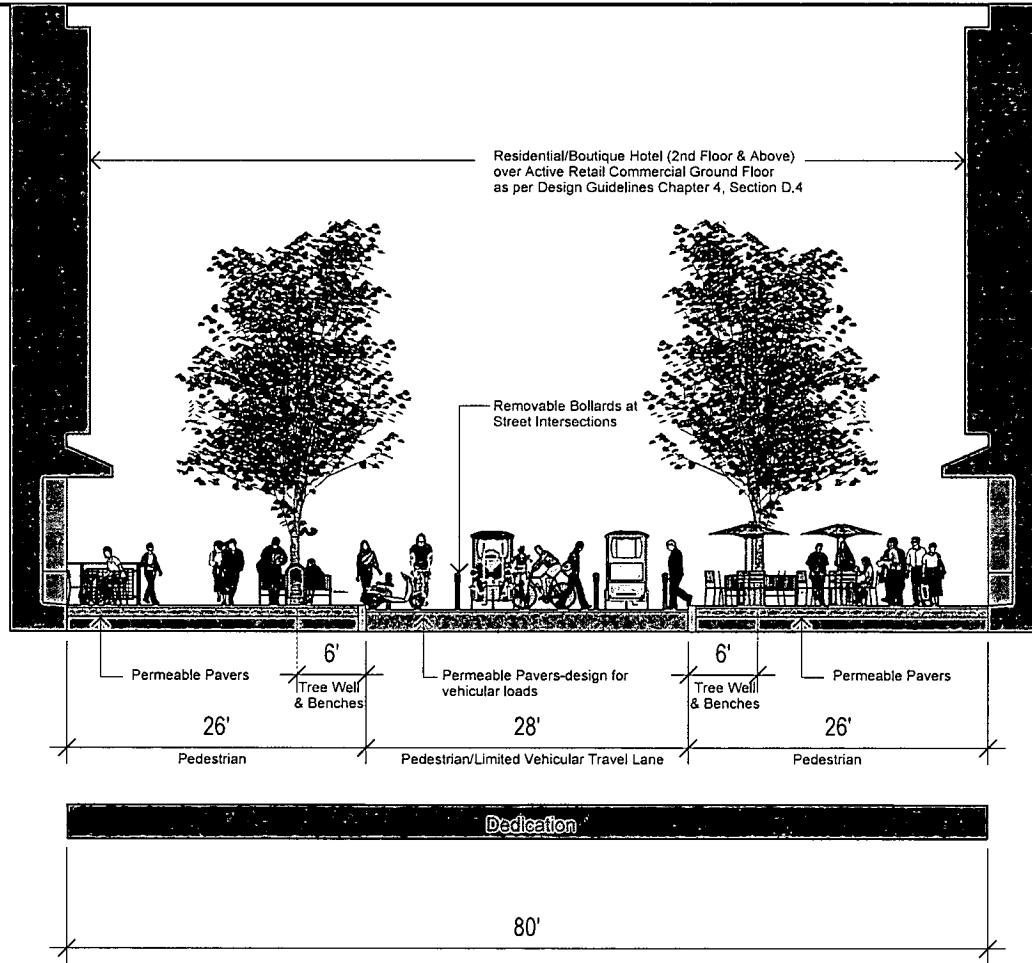 Residential/Boutique Hotel (2nd Floor & Above)
over Active Retail Commercial Ground Floor
as per Design Guidelines Chapter 4, Section D.4
Removable Bollards at
Street Intersections
Permeable Pavers
6'
Tree Well
& Benches
Permeable Pavers-design for
vehicular loads
6'
Tree Well
& Benches
Permeable Pavers
26'
Pedestrian
28'
Pedestrian/Limited Vehicular Travel Lane
26'
Pedestrian
Dedication
80'